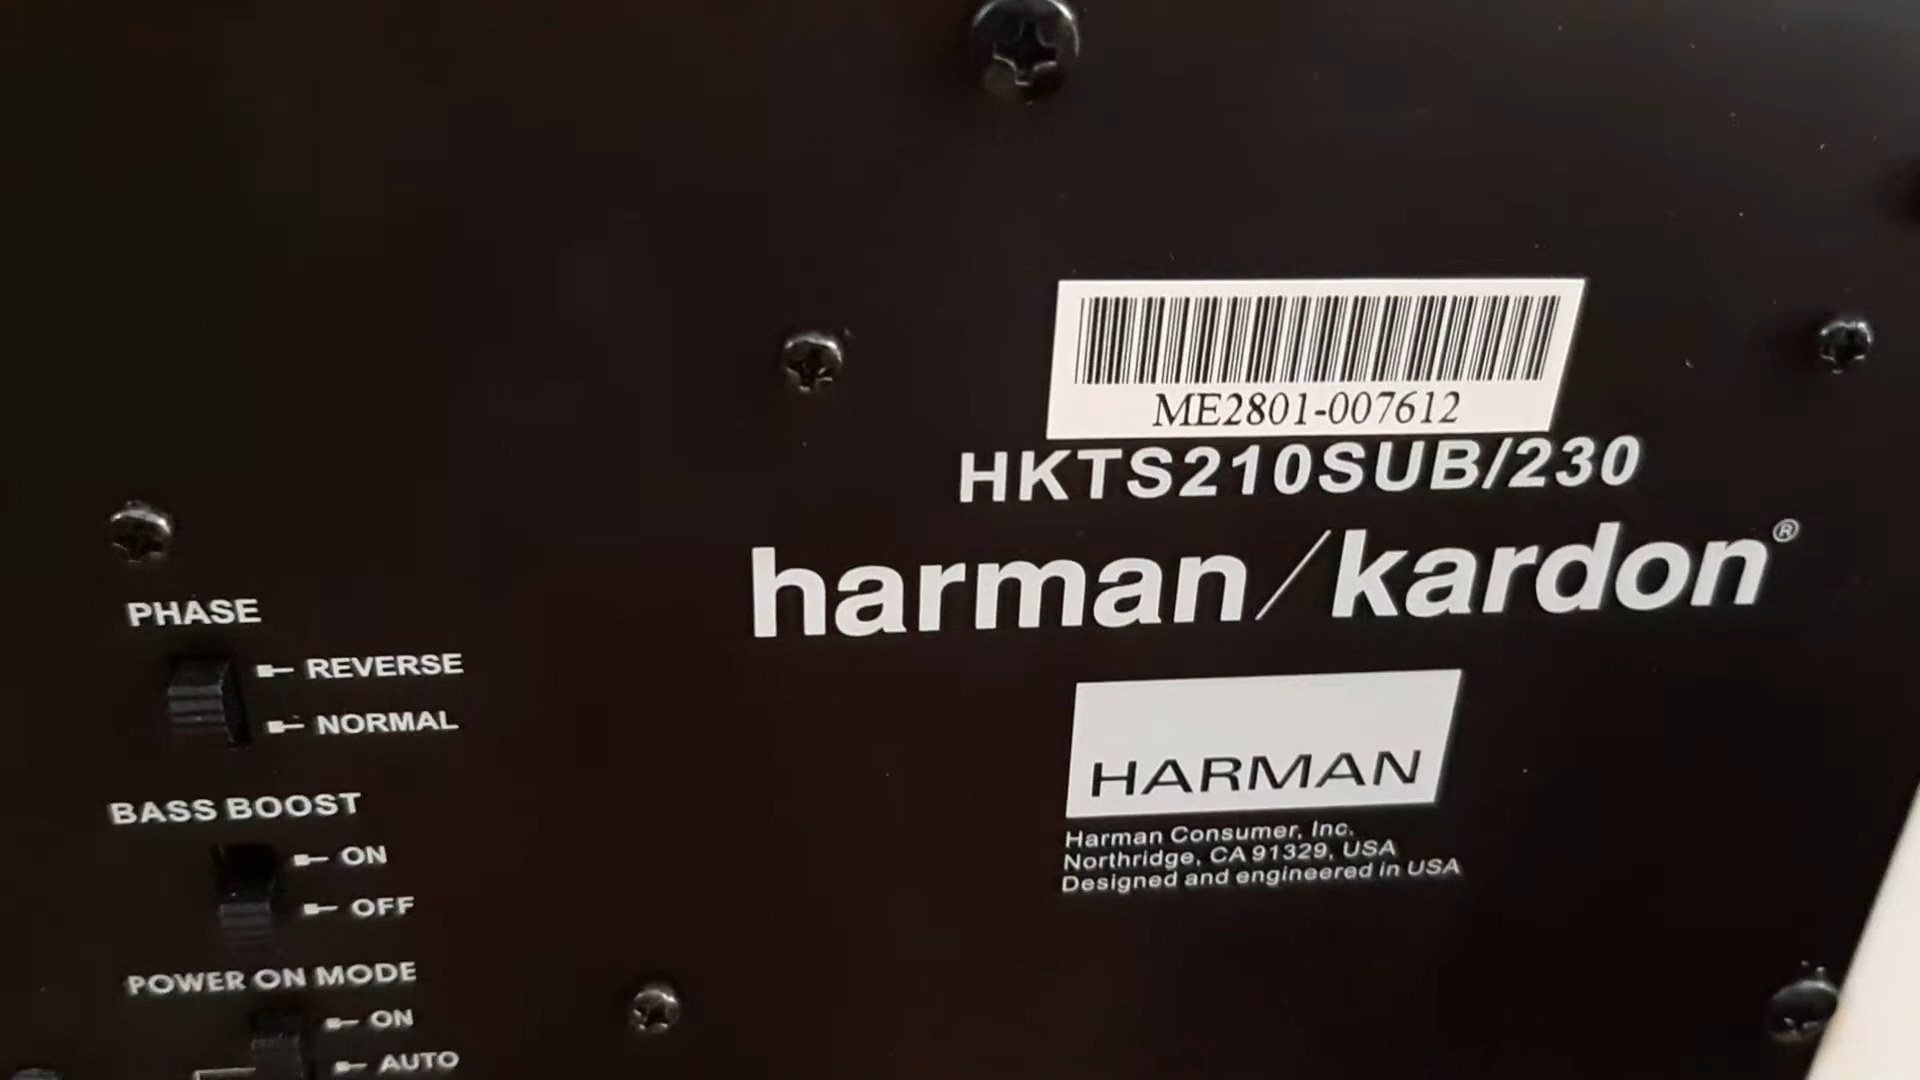 ME2801-007612
HKTS210SUB/230
harman/kardon®
HARMAN
Harman Consumer, Inc.
Northridge, CA 91329, USA
Designed and engineered in USA
PHASE
REVERSE
NORMAL
BASS BOOST
ON
OFF
POWER ON MODE
ON
AUTO